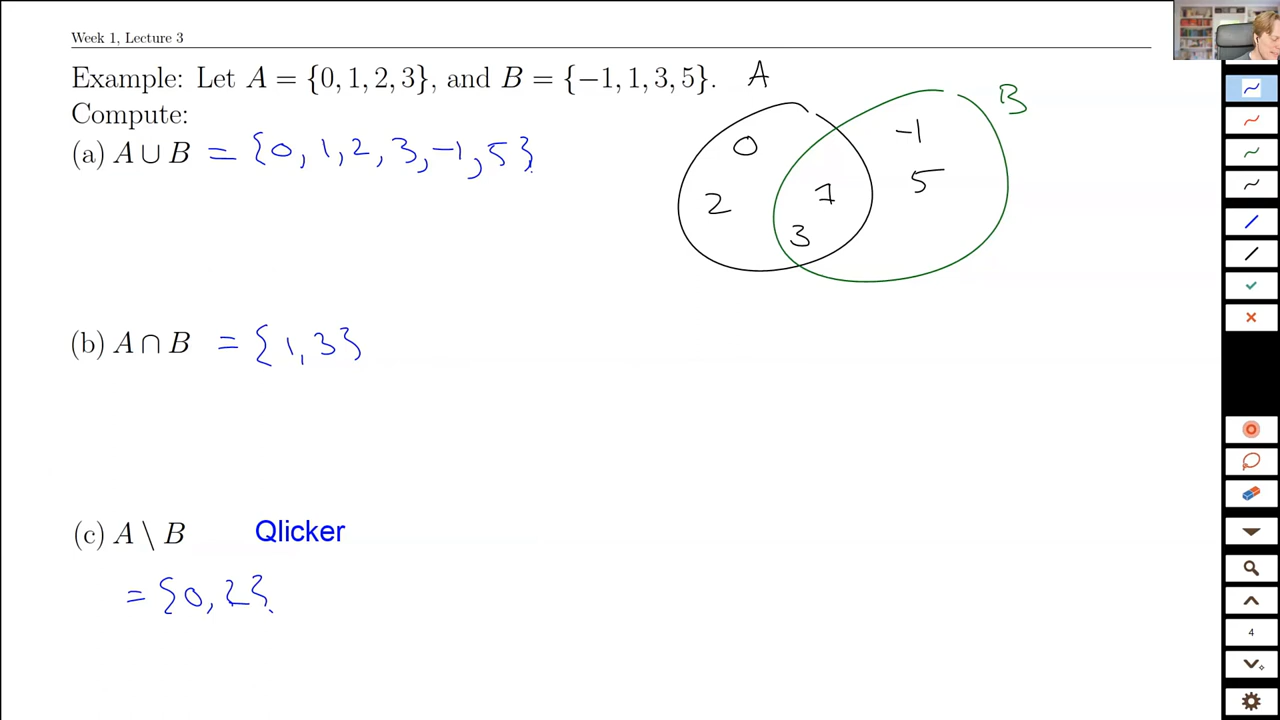 Week 1, Lecture 3
Example: Let A = {0, 1, 2, 3}, and B = {−1, 1, 3, 5}. A
B
Compute:
(a) A ∪ B = {0, 1, 2, 3, -1, 5}
0
-1
2
1
5
3
(b) A ∩ B = {1, 3}
(c) A \ B Qlicker
= {0, 2}.
4